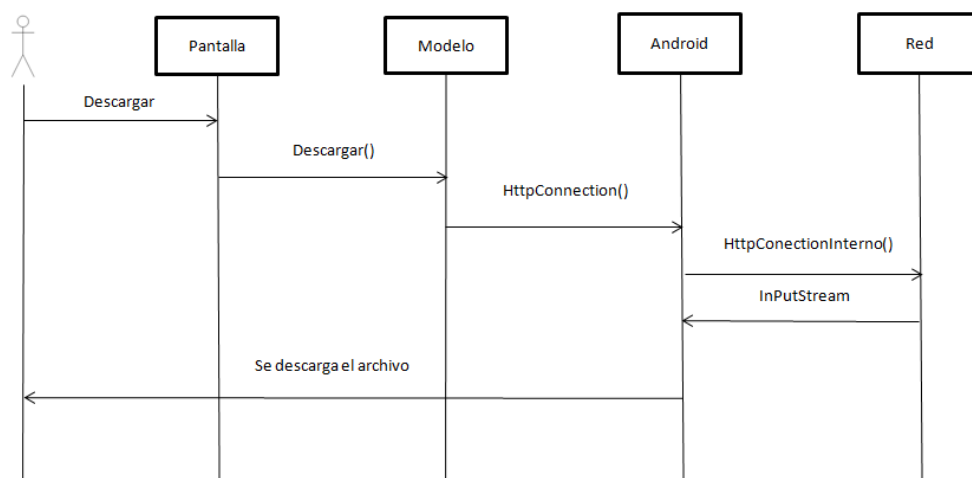 Pantalla
Modelo
Android
Red
Descargar
Descargar()
HttpConnection()
HttpConectionInterno()
InPutStream
Se descarga el archivo